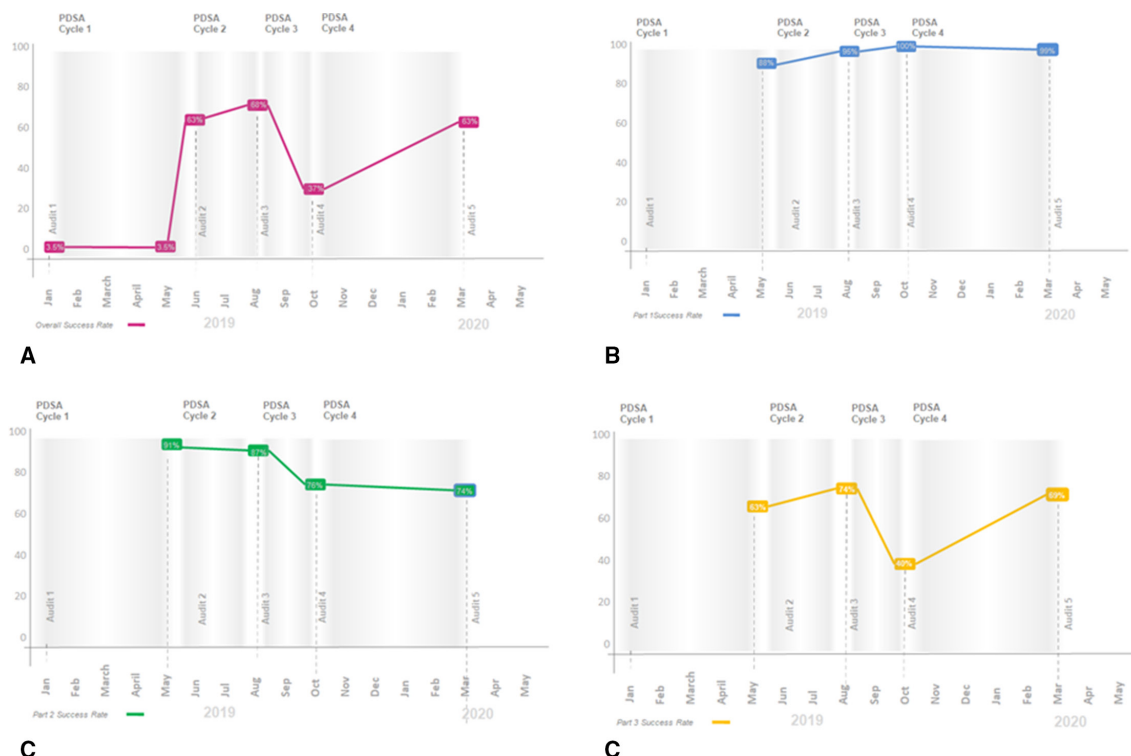 PDSA Cycle 1
PDSA Cycle 2
PDSA Cycle 3
PDSA Cycle 4
100
80
60
40
20
0
3.5%
3.5%
63%
68%
37%
63%
Audit 1
Audit 2
Audit 3
Audit 4
Audit 5
Jan Feb March April May Jun Jul Aug Sep Oct Nov Dec Jan Feb Mar Apr May
Overall Success Rate
2019
2020
A
PDSA Cycle 1
PDSA Cycle 2
PDSA Cycle 3
PDSA Cycle 4
100
80
60
40
20
0
95%
100%
99%
Audit 1
Audit 2
Audit 3
Audit 4
Audit 5
Jan Feb March April May Jun Jul Aug Sep Oct Nov Dec Jan Feb Mar Apr May
Part 1Success Rate
2019
2020
B
PDSA Cycle 1
PDSA Cycle 2
PDSA Cycle 3
PDSA Cycle 4
100
80
60
40
20
0
91%
87%
76%
74%
Audit 1
Audit 2
Audit 3
Audit 4
Audit 5
Jan Feb March April May Jun Jul Aug Sep Oct Nov Dec Jan Feb Mar Apr May
Part 2 Success Rate
2019
2020
C
PDSA Cycle 1
PDSA Cycle 2
PDSA Cycle 3
PDSA Cycle 4
100
80
60
40
20
0
63%
74%
40%
69%
Audit 1
Audit 2
Audit 3
Audit 4
Audit 5
Jan Feb March April May Jun Jul Aug Sep Oct Nov Dec Jan Feb Mar Apr May
Part 3 Success Rate
2019
2020
C